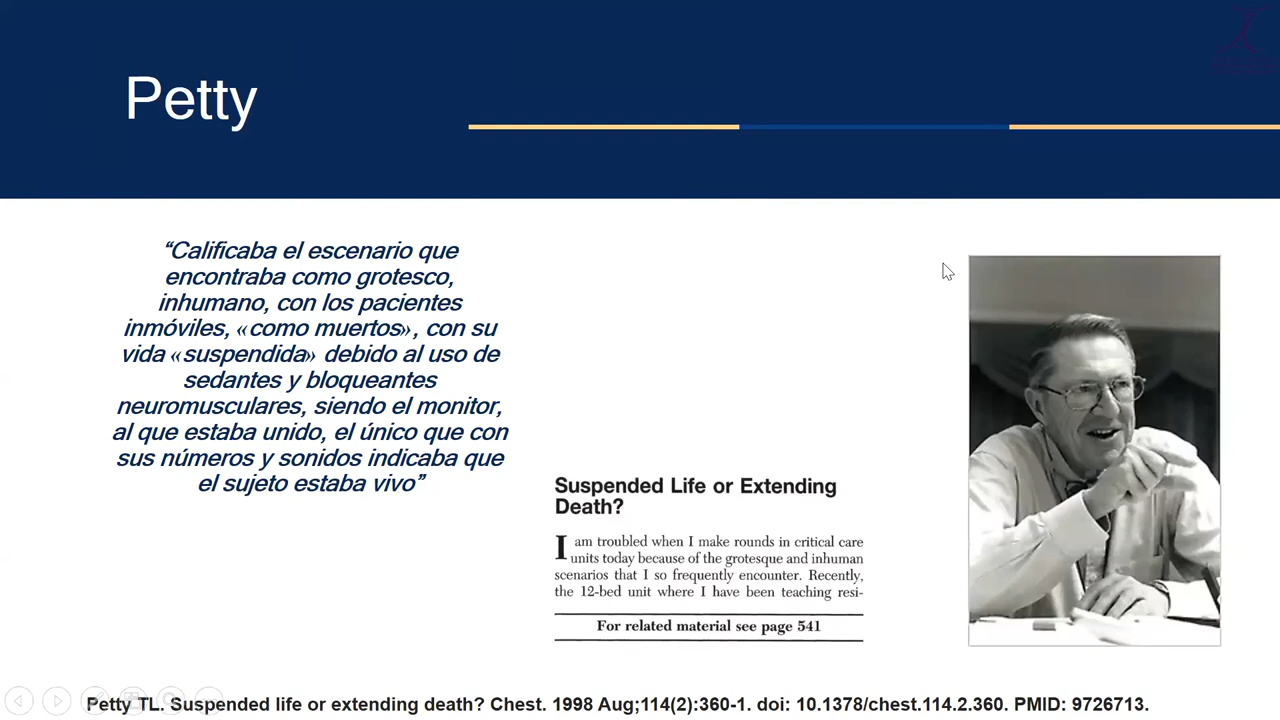 Petty
“Calificaba el escenario que
encontraba como grotesco,
inhumano, con los pacientes
inmóviles, «como muertos», con su
vida «suspendida» debido al uso de
sedantes y bloqueantes
neuromusculares, siendo el monitor,
al que estaba unido, el único que con
sus números y sonidos indicaba que
el sujeto estaba vivo”
Suspended Life or Extending
Death?
I am troubled when I make rounds in critical care
units today because of the grotesque and inhuman
scenarios that I so frequently encounter. Recently,
the 12-bed unit where I have been teaching resi-
For related material see page 541
Petty TL. Suspended life or extending death? Chest. 1998 Aug;114(2):360-1. doi: 10.1378/chest.114.2.360. PMID: 9726713.